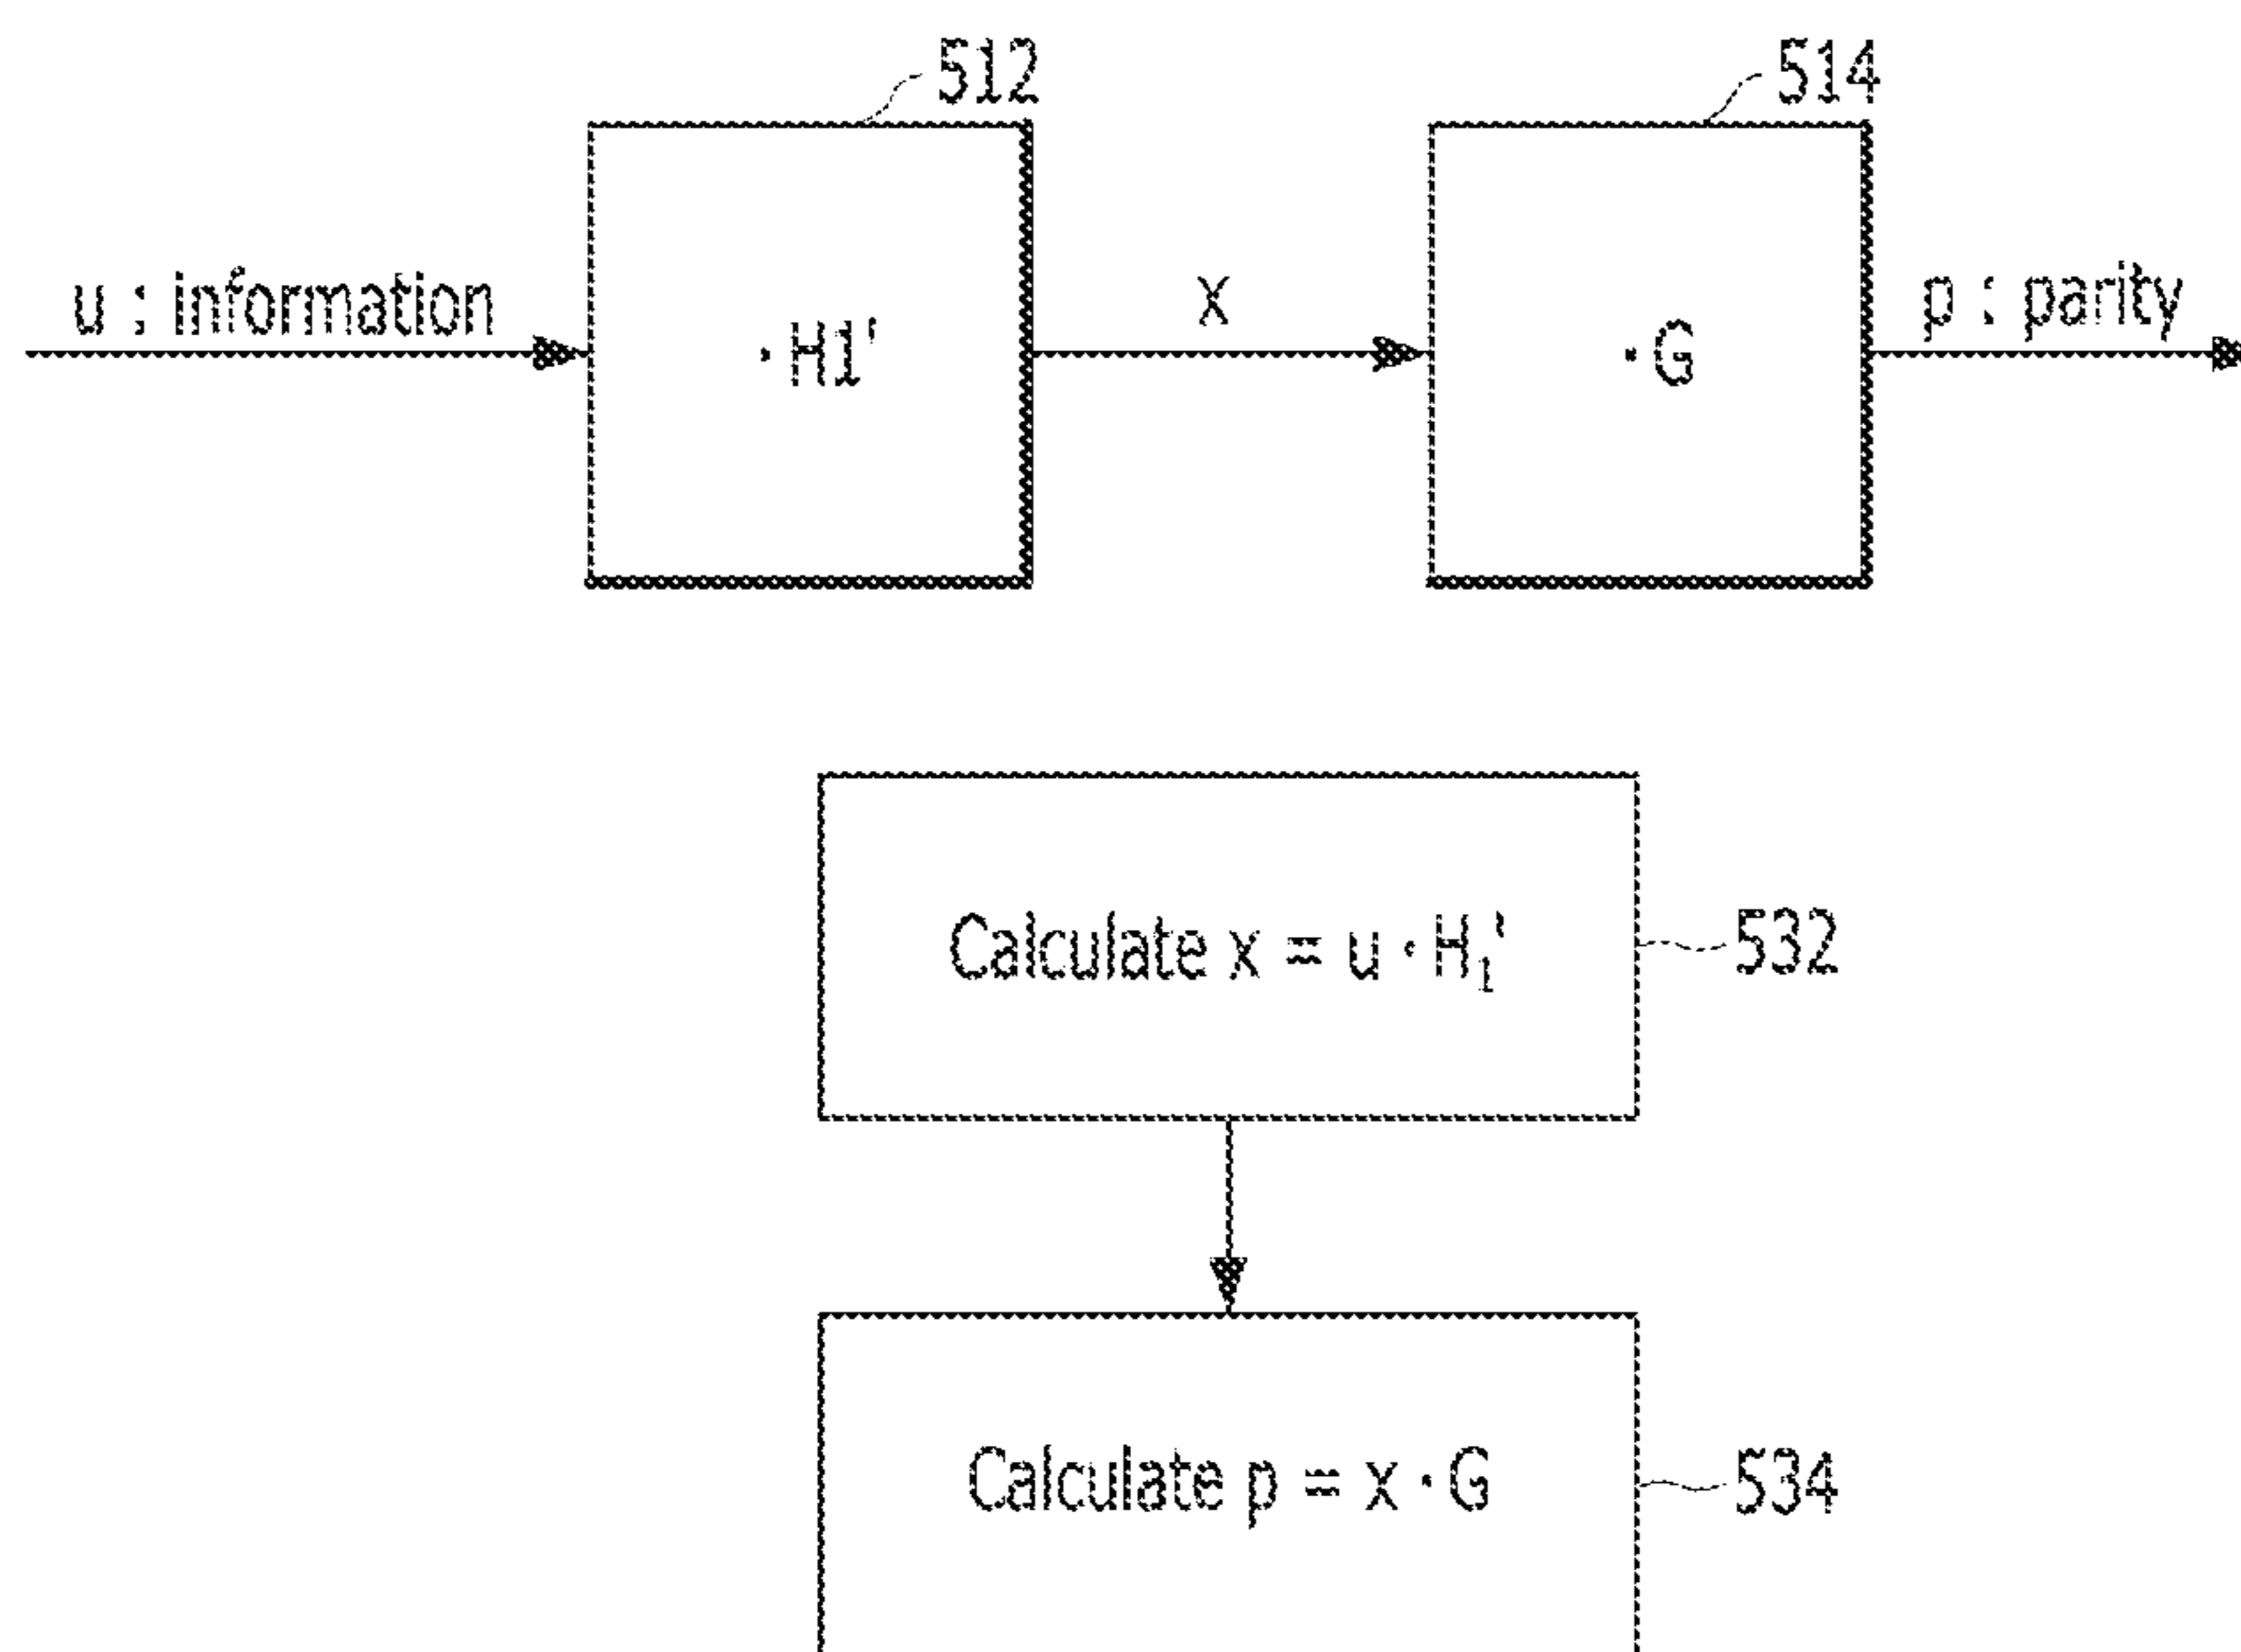 512
514
u : information
· H1'
x
· G
p : parity
Calculate x = u · H₁'
532
Calculate p = x · G
534